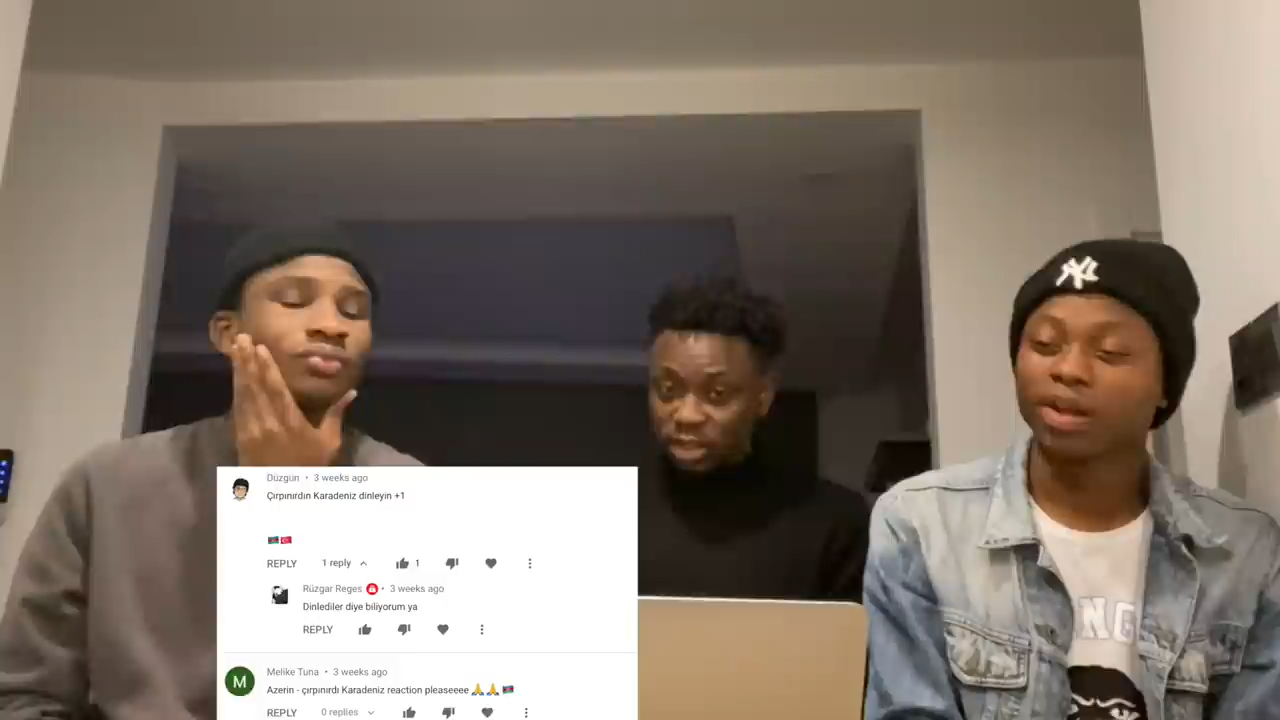 NY
NG
Düzgün • 3 weeks ago
Çırpınırdın Karadeniz dinleyin +1
REPLY 1 reply 1
Rüzgar Reges • 3 weeks ago
Dinlediler diye biliyorum ya
REPLY
M
Melike Tuna • 3 weeks ago
Azerin - çırpınırdı Karadeniz reaction pleaseeee
REPLY 0 replies